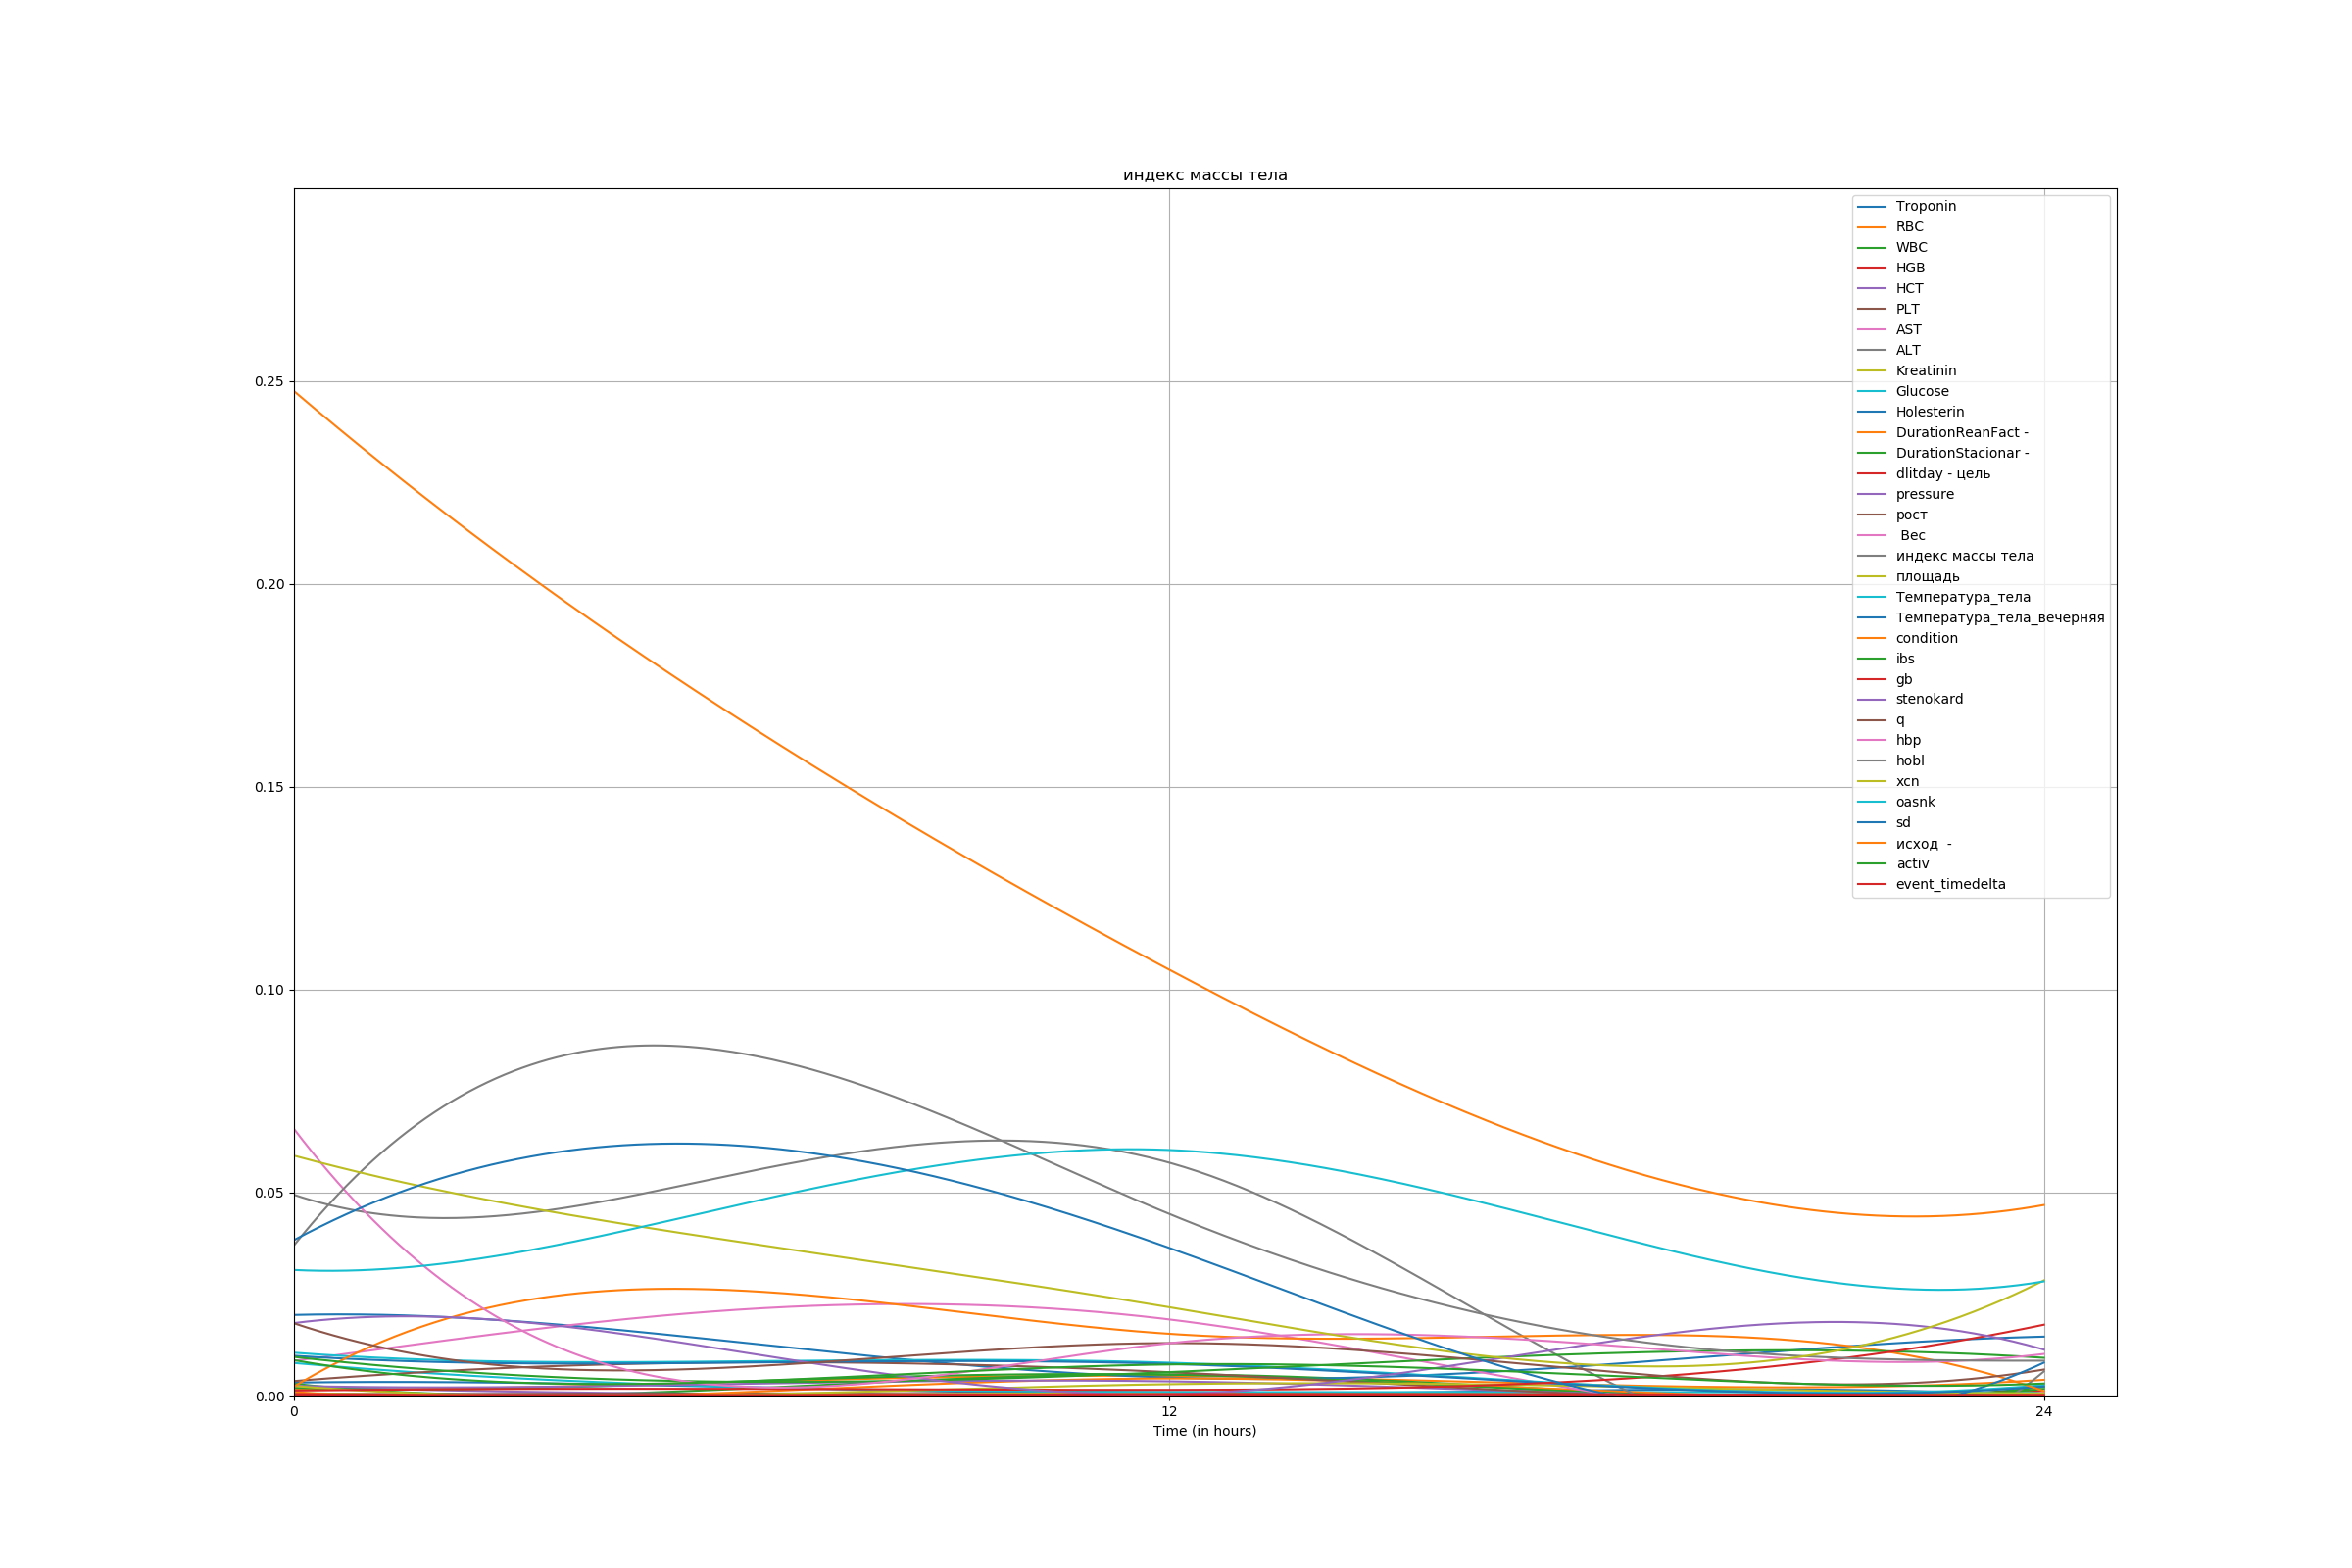 индекс массы тела
Troponin
RBC
WBC
HGB
HCT
PLT
AST
ALT
Kreatinin
Glucose
Holesterin
DurationReanFact -
DurationStacionar -
dlitday - цель
pressure
рост
Вес
индекс массы тела
площадь
Температура_тела
Температура_тела_вечерняя
condition
ibs
gb
stenokard
q
hbp
hobl
xcn
oasnk
sd
исход  -
activ
event_timedelta
0.25
0.20
0.15
0.10
0.05
0.00
0 12 24
Time (in hours)